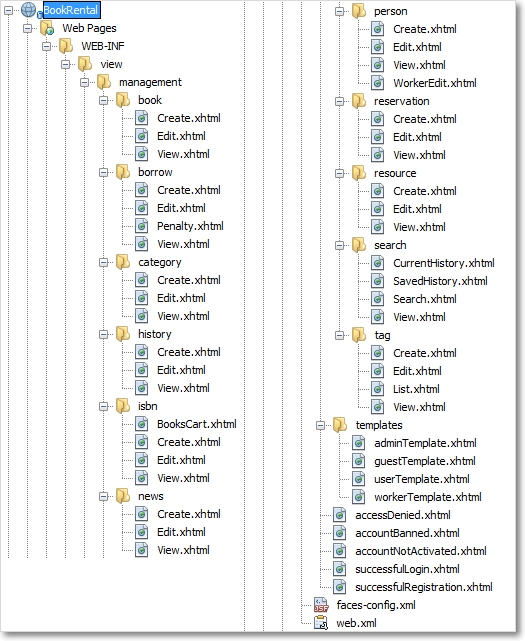 BookRental
Web Pages
WEB-INF
view
management
book
Create.xhtml
Edit.xhtml
View.xhtml
borrow
Create.xhtml
Edit.xhtml
Penalty.xhtml
View.xhtml
category
Create.xhtml
Edit.xhtml
View.xhtml
history
Create.xhtml
Edit.xhtml
View.xhtml
isbn
BooksCart.xhtml
Create.xhtml
Edit.xhtml
View.xhtml
news
Create.xhtml
Edit.xhtml
View.xhtml
person
Create.xhtml
Edit.xhtml
View.xhtml
WorkerEdit.xhtml
reservation
Create.xhtml
Edit.xhtml
View.xhtml
resource
Create.xhtml
Edit.xhtml
View.xhtml
search
CurrentHistory.xhtml
SavedHistory.xhtml
Search.xhtml
View.xhtml
tag
Create.xhtml
Edit.xhtml
List.xhtml
View.xhtml
templates
adminTemplate.xhtml
guestTemplate.xhtml
userTemplate.xhtml
workerTemplate.xhtml
accessDenied.xhtml
accountBanned.xhtml
accountNotActivated.xhtml
successfulLogin.xhtml
successfulRegistration.xhtml
faces-config.xml
web.xml